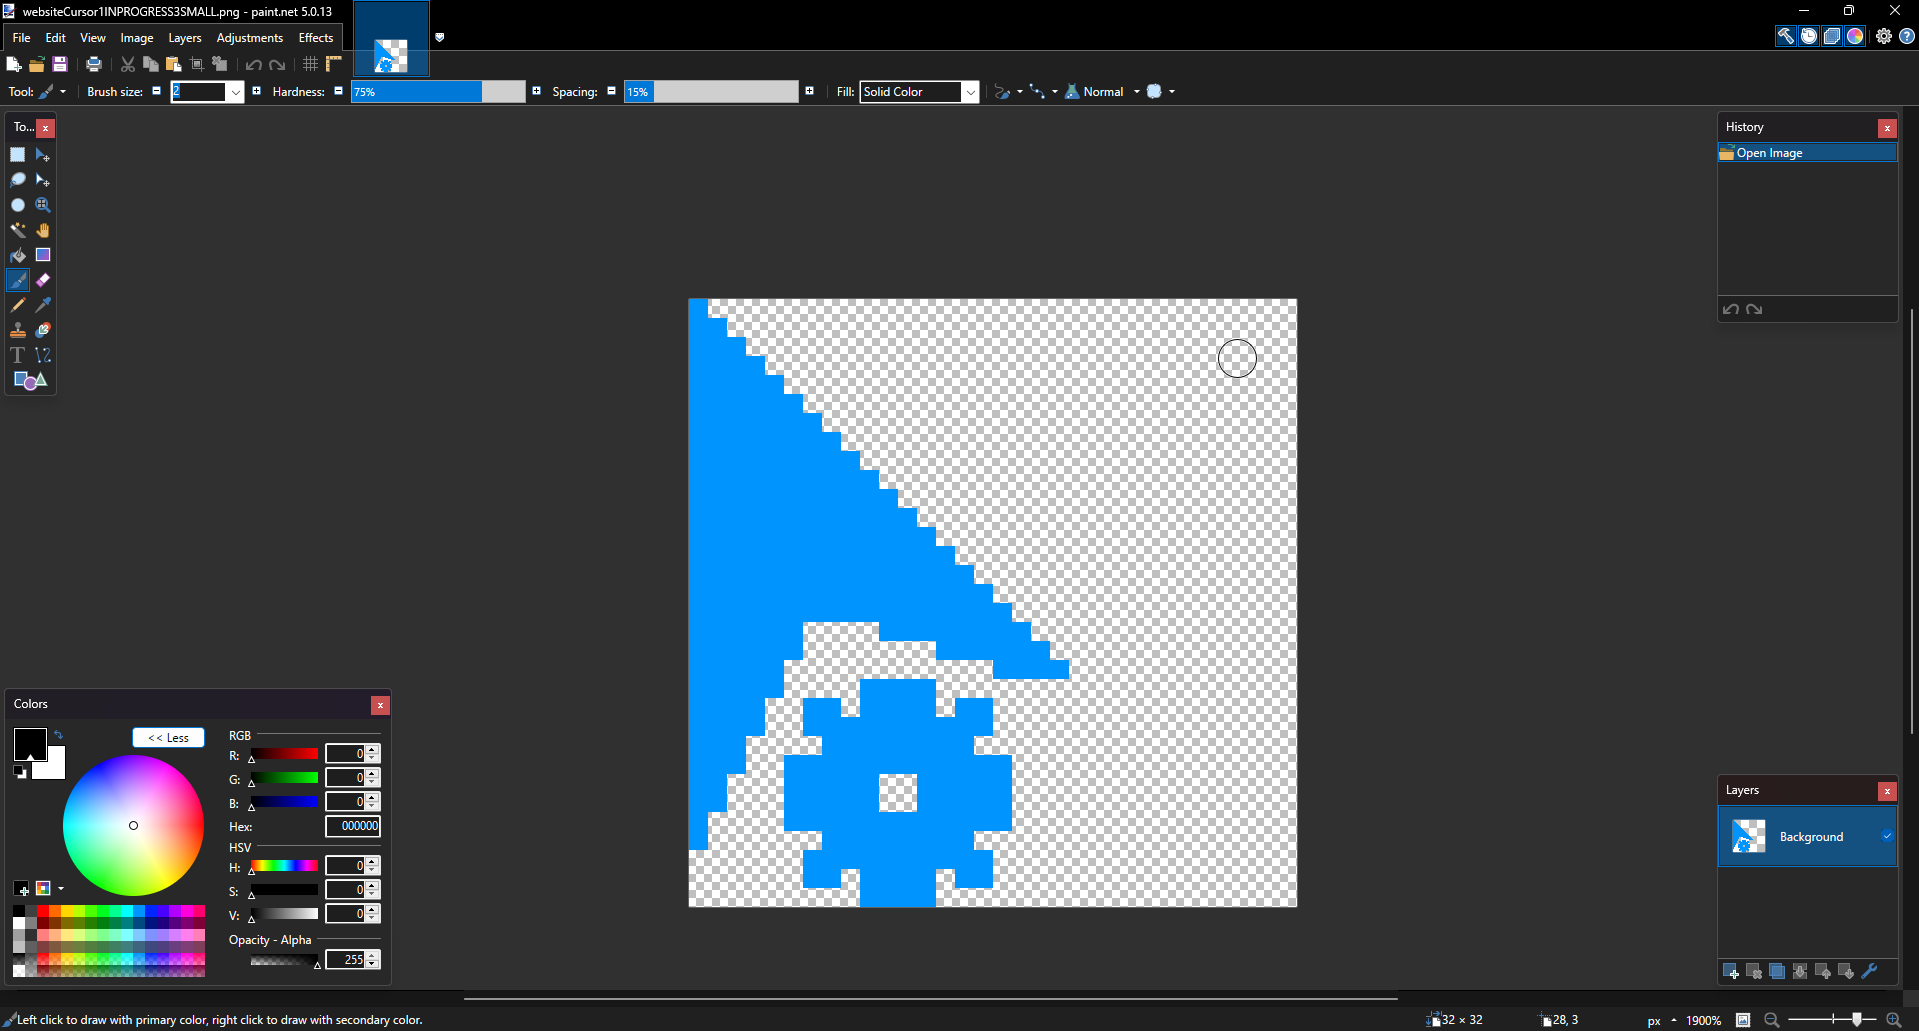 websiteCursor1INPROGRESS3SMALL.png - paint.net 5.0.13
File Edit View Image Layers Adjustments Effects
Tool: Brush size: 2 Hardness: 75% Spacing: 15% Fill: Solid Color Normal
To...
History
Open Image
Colors
<< Less
RGB
R: 0
G: 0
B: 0
Hex: 000000
HSV
H: 0
S: 0
V: 0
Opacity - Alpha
255
Layers
Background
Left click to draw with primary color, right click to draw with secondary color.
32 × 32
28, 3
px
1900%